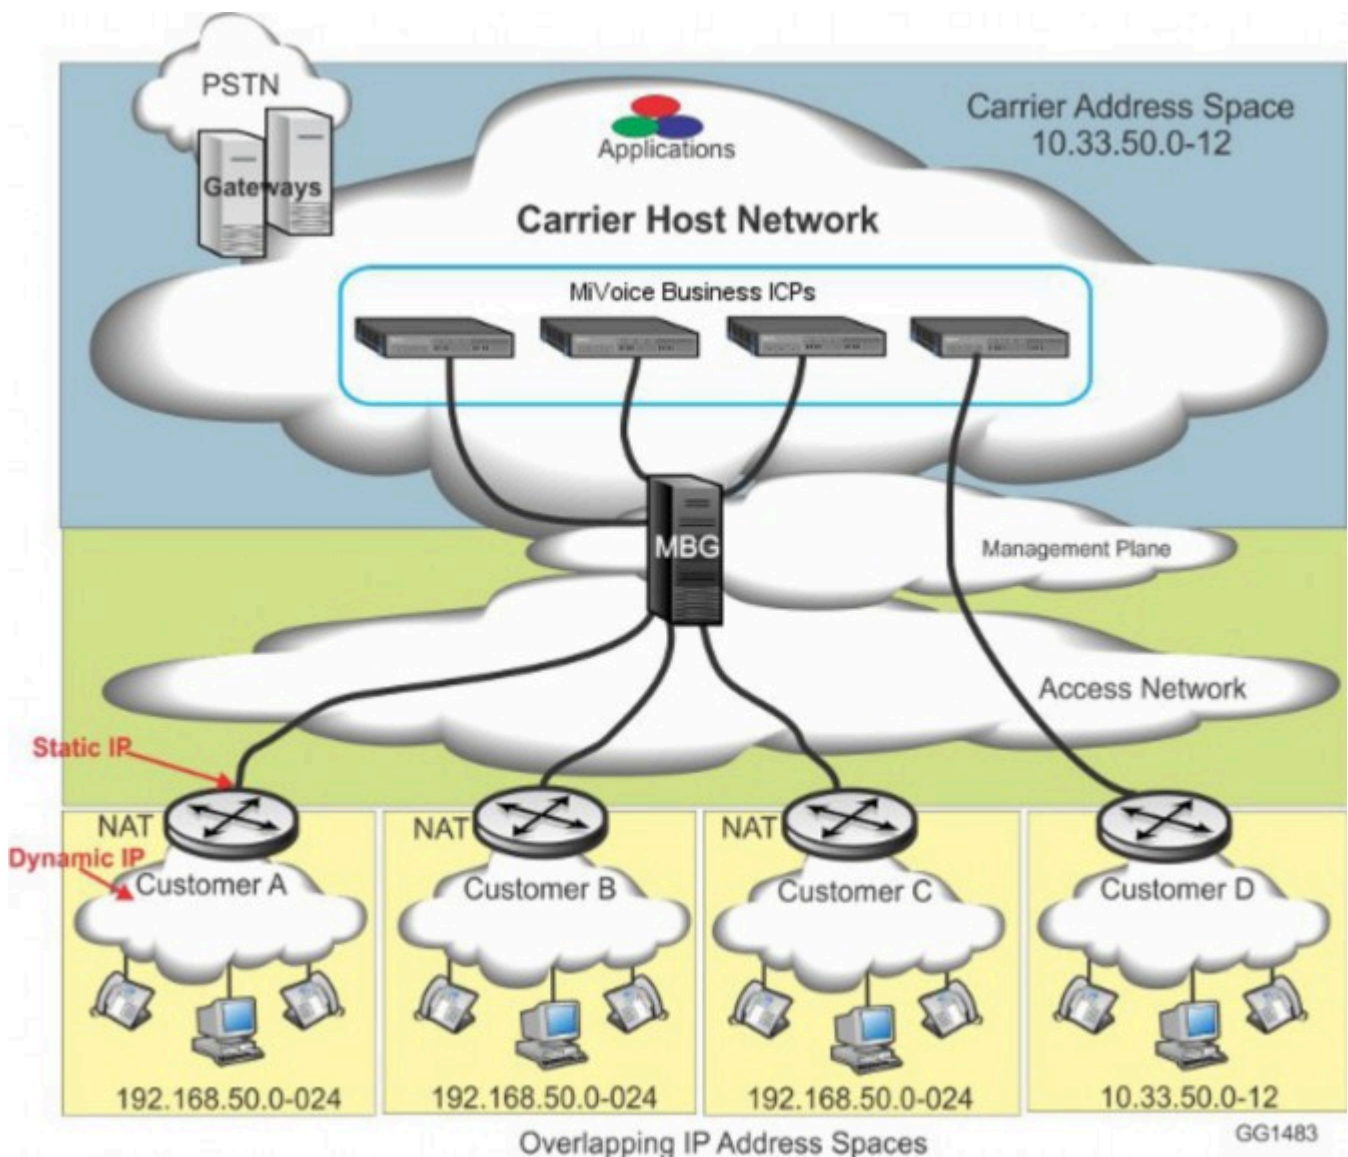 PSTN
Gateways
Applications
Carrier Address Space
10.33.50.0-12
Carrier Host Network
MiVoice Business ICPs
MBG
Management Plane
Access Network
Static IP
NAT
NAT
NAT
Dynamic IP
Customer A
Customer B
Customer C
Customer D
192.168.50.0-024
192.168.50.0-024
192.168.50.0-024
10.33.50.0-12
Overlapping IP Address Spaces
GG1483